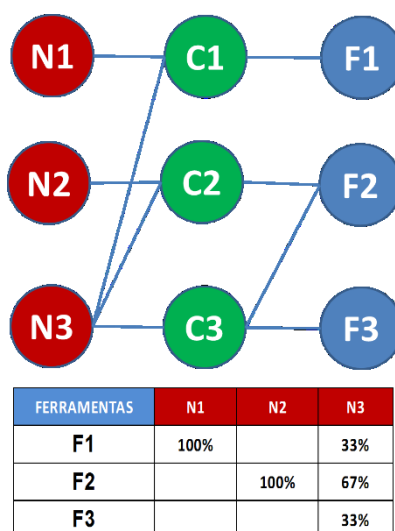 N1 C1 F1
N2 C2 F2
N3 C3 F3
FERRAMENTAS N1 N2 N3
F1 100% 33%
F2 100% 67%
F3 33%